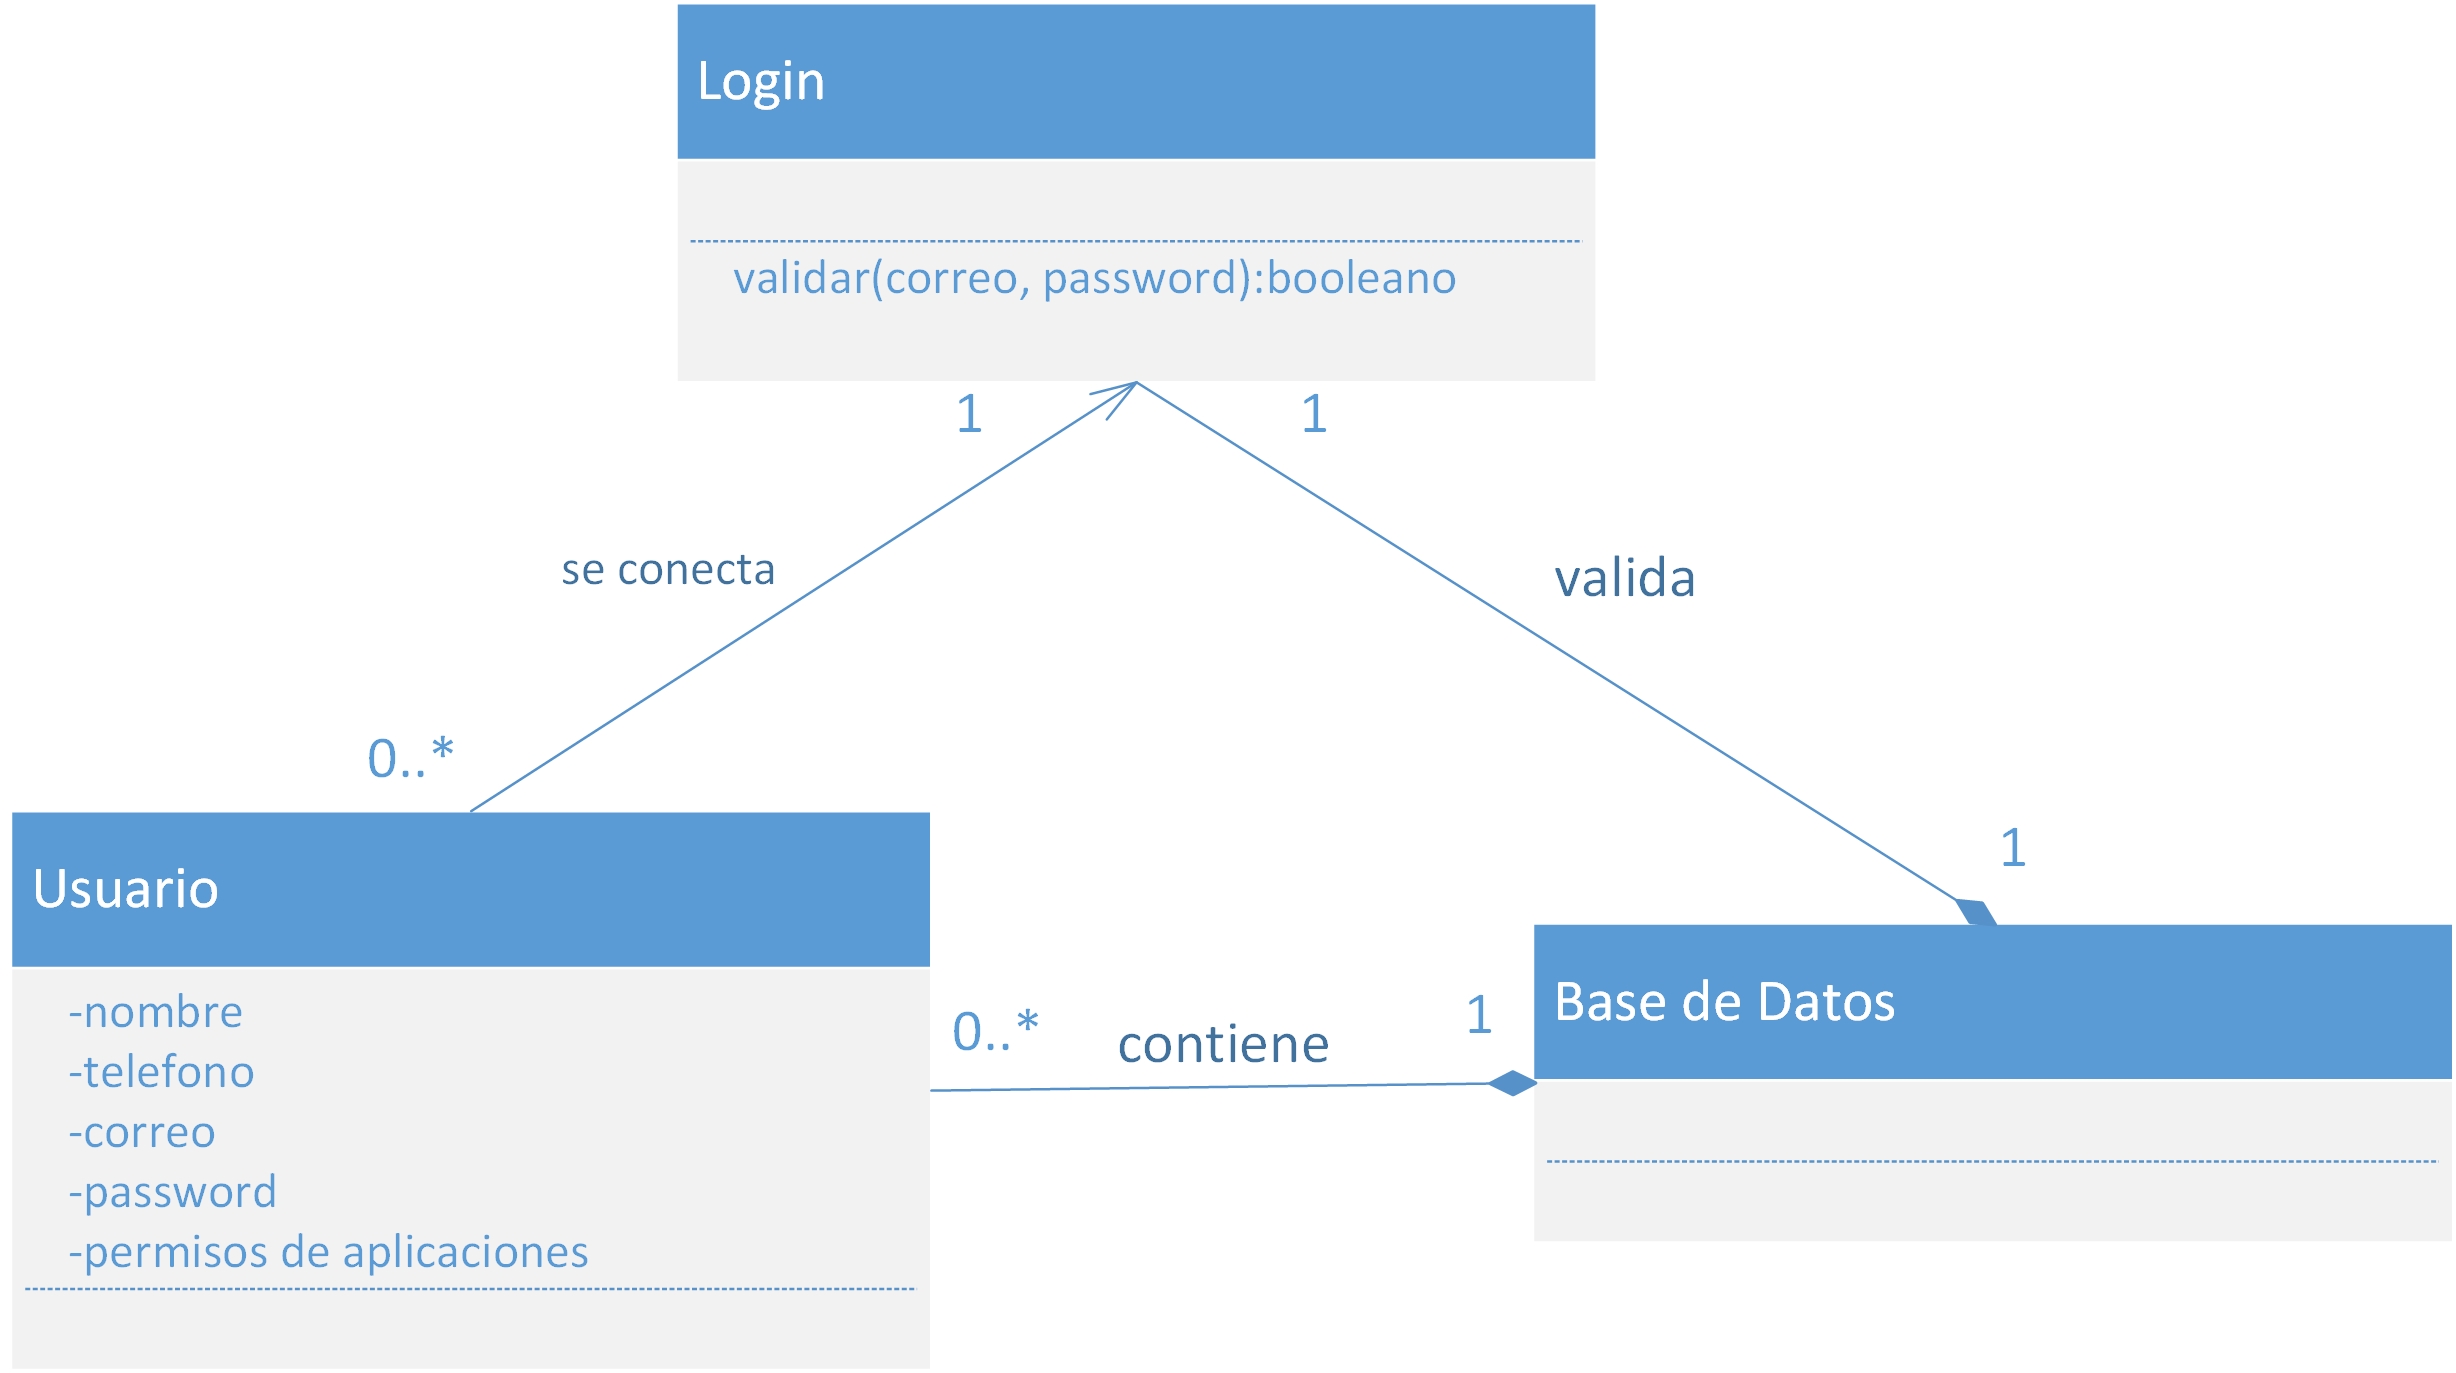 Login
validar(correo, password):booleano
1
1
se conecta
valida
0..*
1
Usuario
-nombre
-telefono
-correo
-password
-permisos de aplicaciones
0..*
contiene
1
Base de Datos